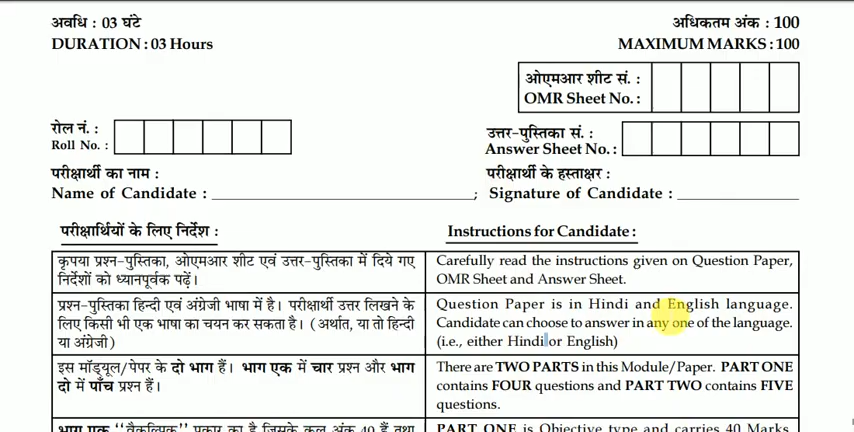 अवधि : 03 घंटे
DURATION : 03 Hours
अधिकतम अंक : 100
MAXIMUM MARKS : 100
ओएमआर शीट सं. :
OMR Sheet No. :
रोल नं. :
Roll No. :
उत्तर-पुस्तिका सं. :
Answer Sheet No. :
परीक्षार्थी का नाम :
Name of Candidate : ;
परीक्षार्थी के हस्ताक्षर :
Signature of Candidate :
परीक्षार्थियों के लिए निर्देश :
Instructions for Candidate :
कृपया प्रश्न-पुस्तिका, ओएमआर शीट एवं उत्तर-पुस्तिका में दिये गए
निर्देशों को ध्यानपूर्वक पढ़ें।
Carefully read the instructions given on Question Paper,
OMR Sheet and Answer Sheet.
प्रश्न-पुस्तिका हिन्दी एवं अंग्रेजी भाषा में है। परीक्षार्थी उत्तर लिखने के
लिए किसी भी एक भाषा का चयन कर सकता है। (अर्थात, या तो हिन्दी
या अंग्रेजी)
Question Paper is in Hindi and English language.
Candidate can choose to answer in any one of the language.
(i.e., either Hindi or English)
इस मॉड्यूल/पेपर के दो भाग हैं। भाग एक में चार प्रश्न और भाग
दो में पाँच प्रश्न हैं।
There are TWO PARTS in this Module/Paper. PART ONE
contains FOUR questions and PART TWO contains FIVE
questions.
भाग एक "वैकल्पिक" प्रकार का है जिसके कुल अंक 40 हैं तथा
PART ONE is Objective type and carries 40 Marks.